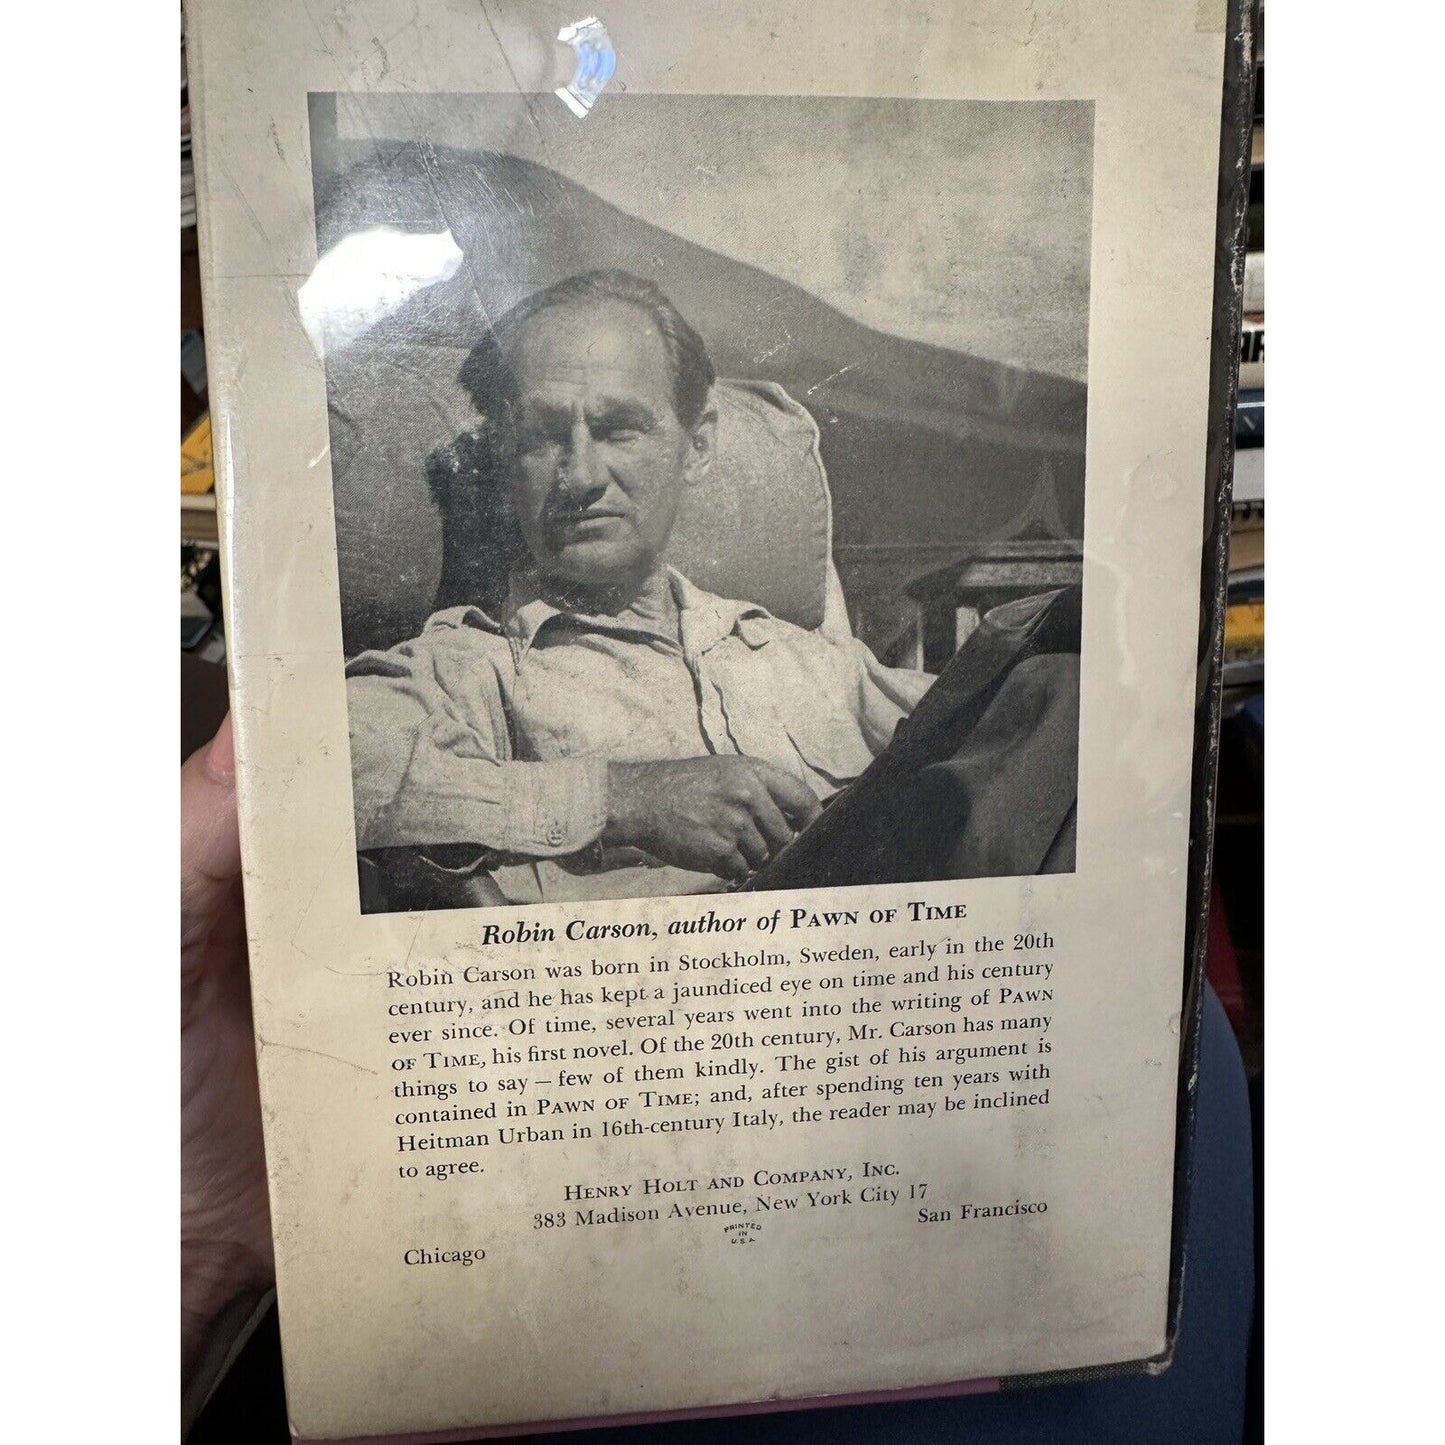 Robin Carson, author of PAWN OF TIME
Robin Carson was born in Stockholm, Sweden, early in the 20th
century, and he has kept a jaundiced eye on time and his century
ever since. Of time, several years went into the writing of PAWN
OF TIME, his first novel. Of the 20th century, Mr. Carson has many
things to say — few of them kindly. The gist of his argument is
contained in PAWN OF TIME; and, after spending ten years with
Heitman Urban in 16th-century Italy, the reader may be inclined
to agree.
HENRY HOLT AND COMPANY, INC.
383 Madison Avenue, New York City 17
Chicago
San Francisco
PRINTED
IN
U.S.A.